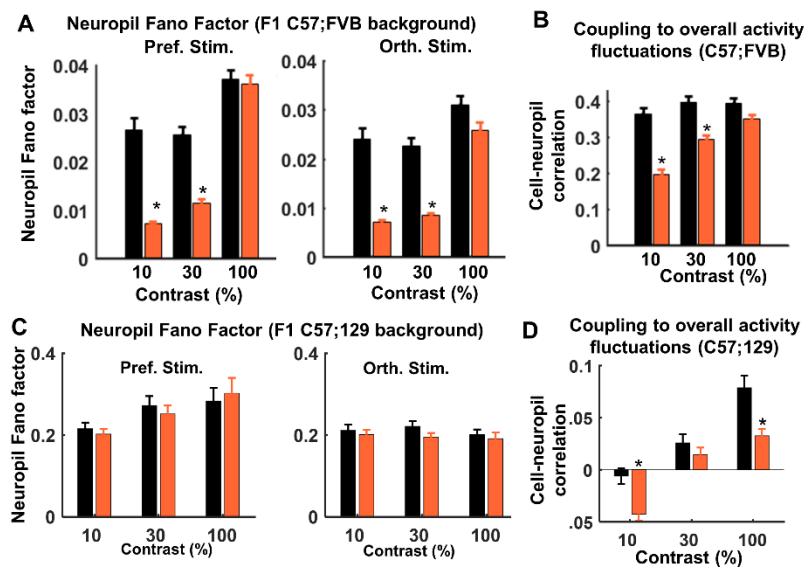 A
Neuropil Fano Factor (F1 C57;FVB background)
Pref. Stim.
Orth. Stim.
Neuropil Fano factor
0.04
0.03
0.02
0.01
0
* *
10 30 100
Contrast (%)
0.04
0.03
0.02
0.01
0
* *
10 30 100
Contrast (%)
B
Coupling to overall activity
fluctuations (C57;FVB)
Cell-neuropil
correlation
0.4
0.3
0.2
0.1
0
* *
10 30 100
Contrast (%)
C
Neuropil Fano Factor (F1 C57;129 background)
Pref. Stim.
Orth. Stim.
Neuropil Fano factor
0.4
0.2
0
10 30 100
Contrast (%)
0.4
0.2
0
10 30 100
Contrast (%)
D
Coupling to overall activity
fluctuations (C57;129)
Cell-neuropil
correlation
0.1
.05
0
.05
* *
10 30 100
Contrast (%)